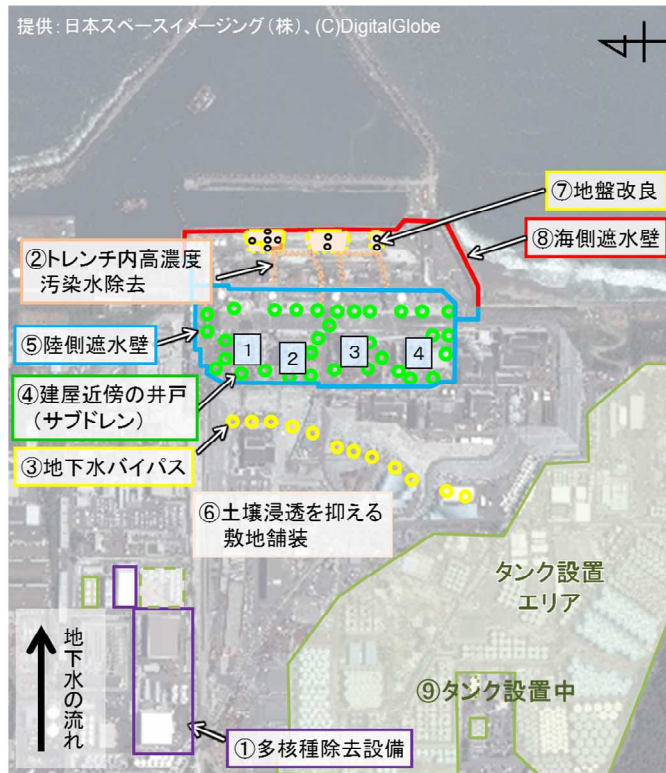 提供：日本スペースイメージング（株）、(C)DigitalGlobe
⑦地盤改良
⑧海側遮水壁
②トレンチ内高濃度
汚染水除去
⑤陸側遮水壁
1
2
3
4
④建屋近傍の井戸
（サブドレン）
③地下水バイパス
⑥土壌浸透を抑える
敷地舗装
タンク設置
エリア
地下水の流れ
⑨タンク設置中
①多核種除去設備